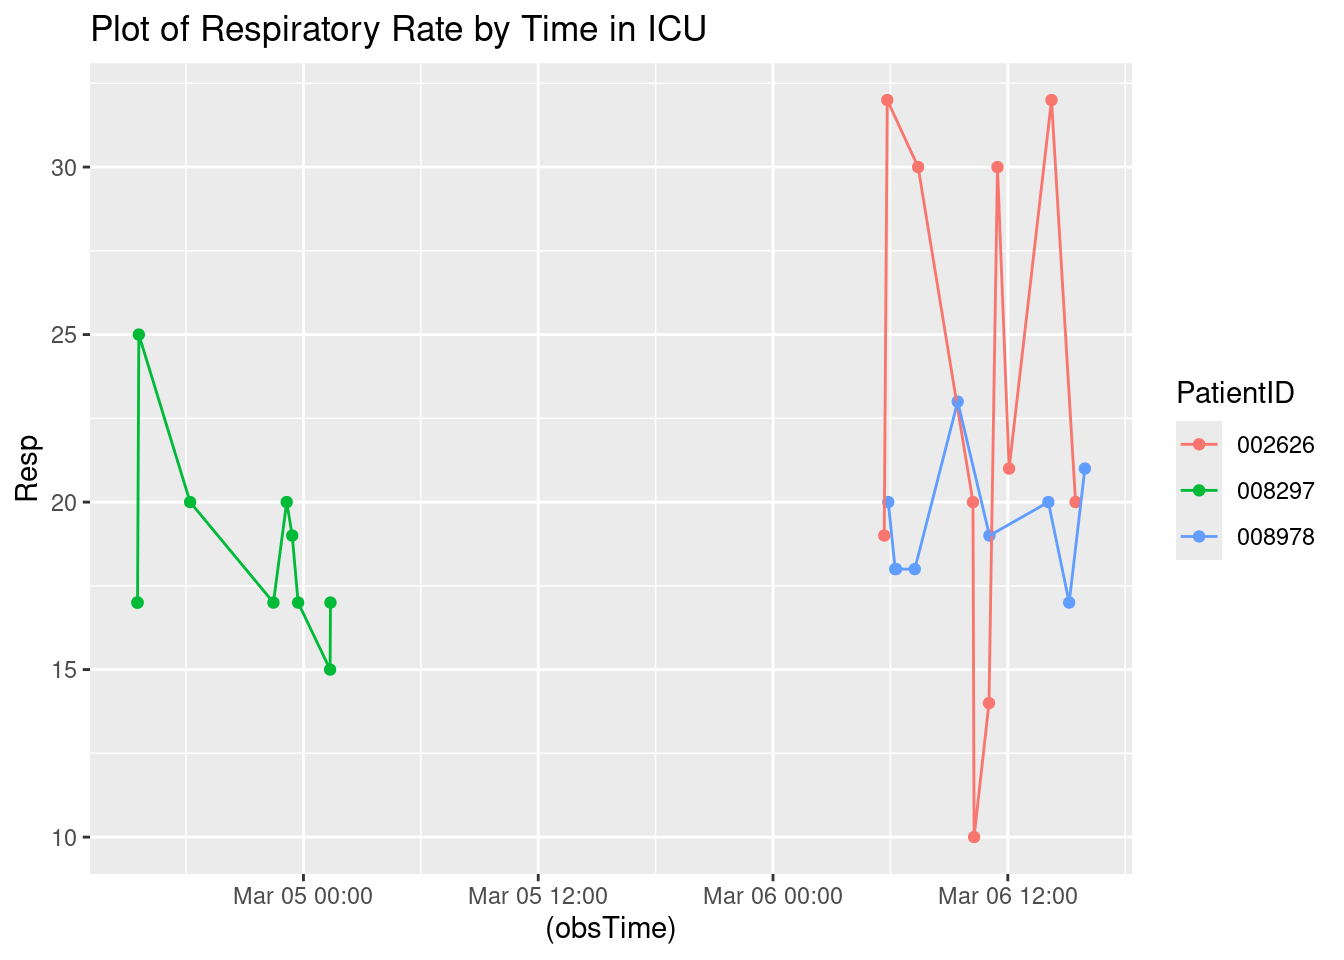 Plot of Respiratory Rate by Time in ICU
Resp
30
25
20
15
10
Mar 05 00:00
Mar 05 12:00
Mar 06 00:00
Mar 06 12:00
(obsTime)
PatientID
002626
008297
008978